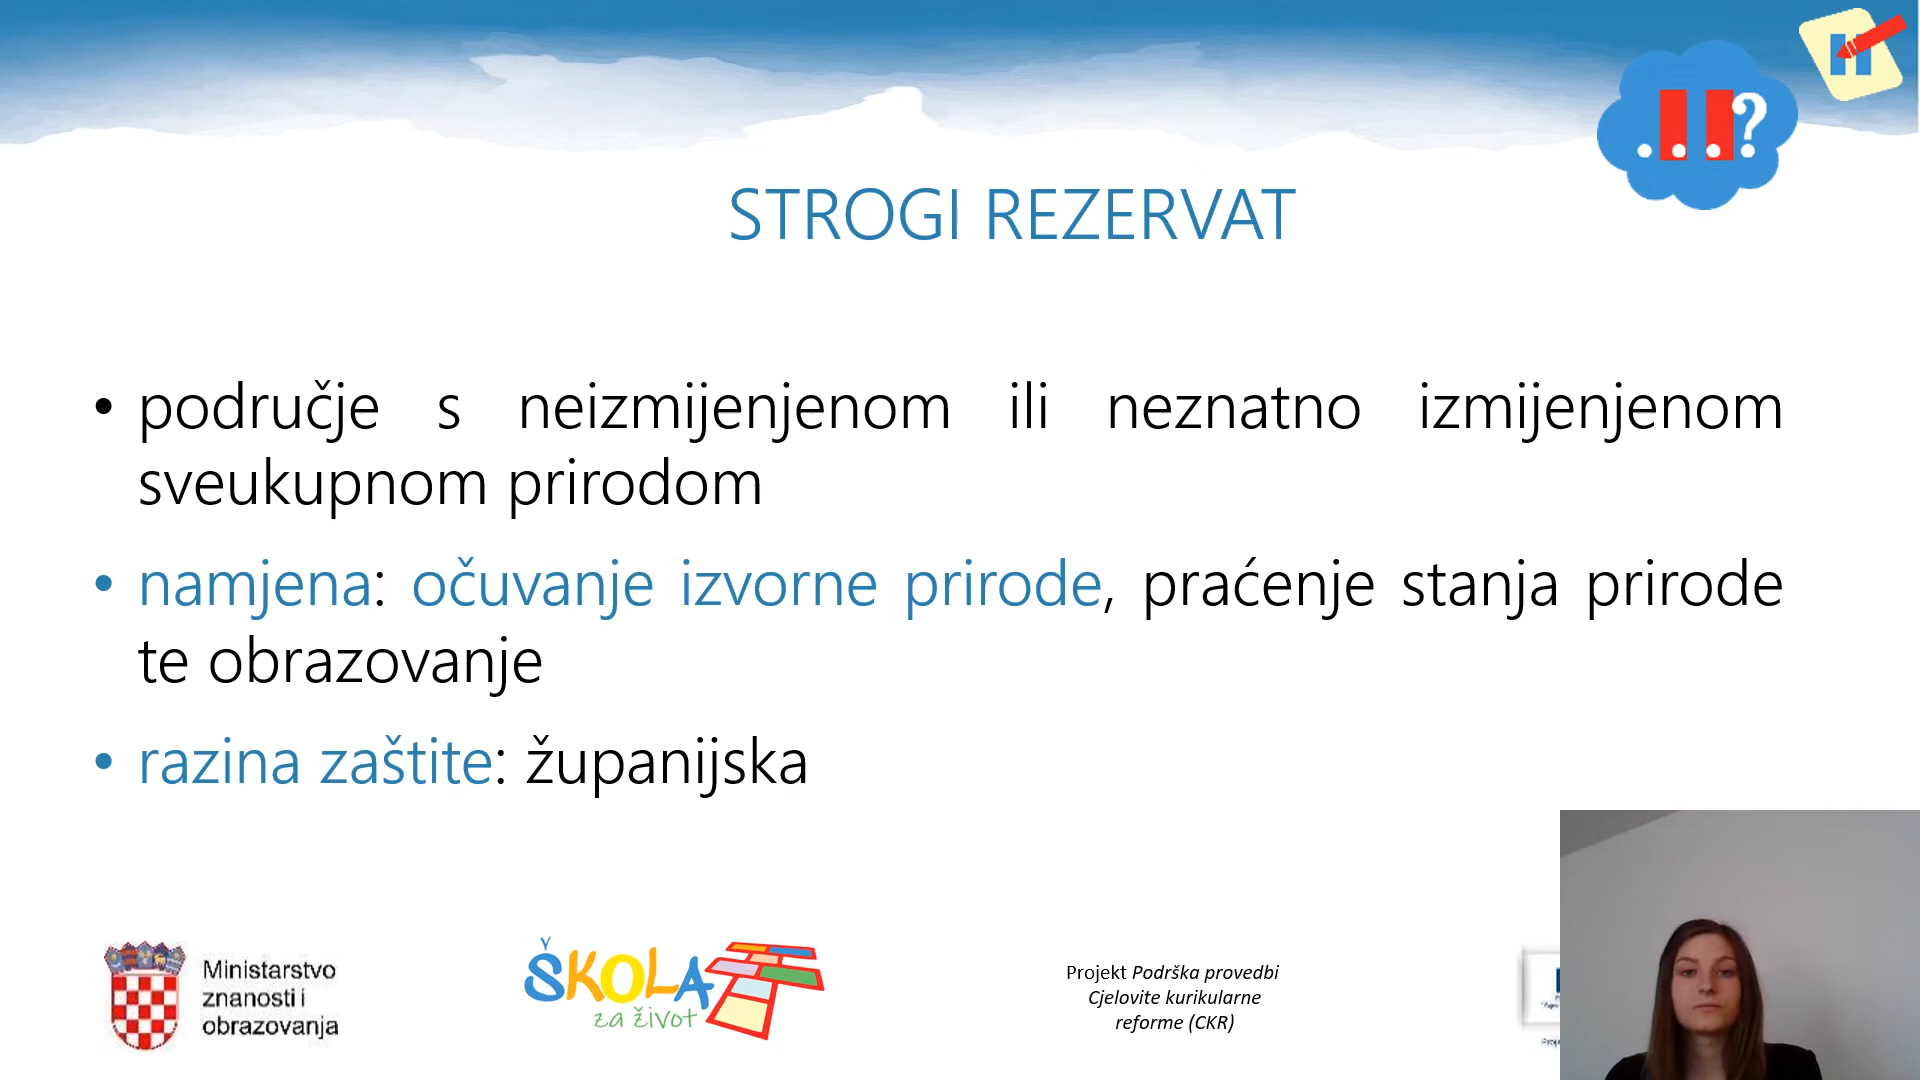 ...?
STROGI REZERVAT
• područje s neizmijenjenom ili neznatno izmijenjenom
sveukupnom prirodom
• namjena: očuvanje izvorne prirode, praćenje stanja prirode
te obrazovanje
• razina zaštite: županijska
Ministarstvo
znanosti i
obrazovanja
ŠKOLA
za život
Projekt Podrška provedbi
Cjelovite kurikularne
reforme (CKR)